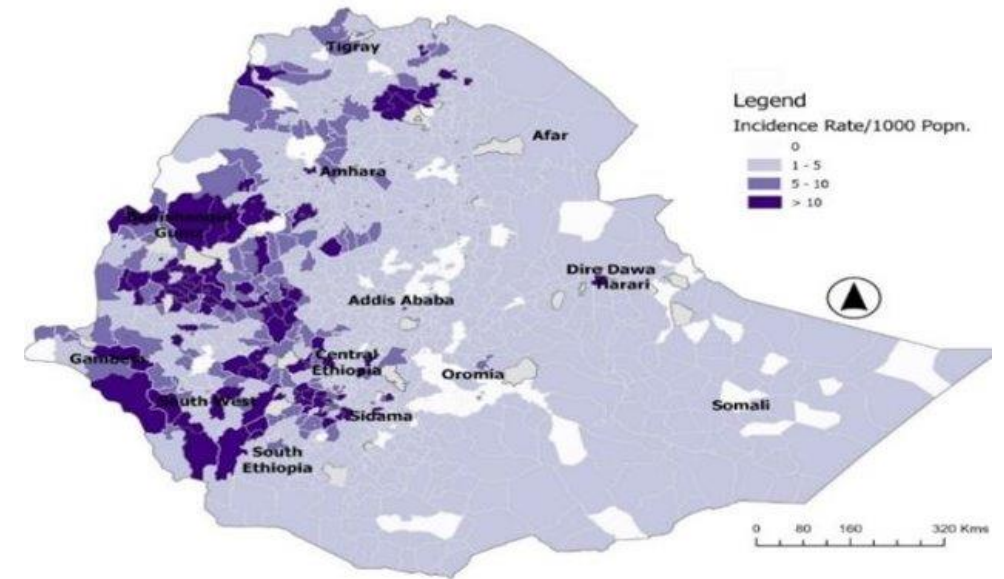 Tigray
Legend
Incidence Rate/1000 Popn.
0
1 - 5
5 - 10
> 10
Afar
Amhara
Dire Dawa
Harari
Addis Ababa
Central
Ethiopia
Oromia
South West
Sidama
Somali
South
Ethiopia
0 80 160 320 Kms